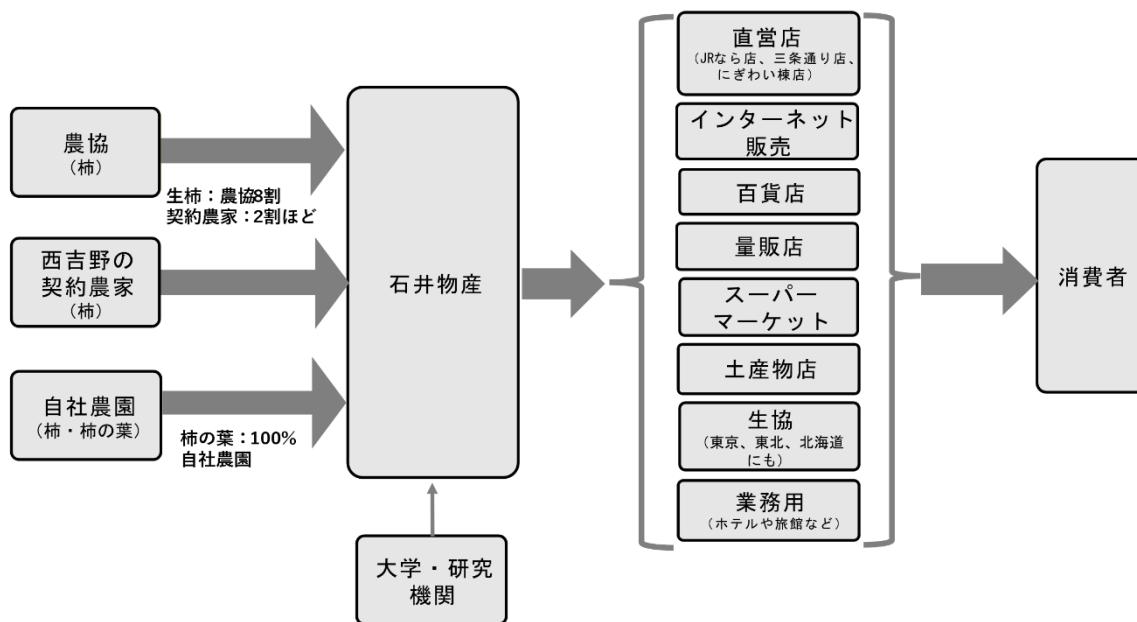 農協
（柿）
生柿：農協8割
契約農家：2割ほど
西吉野の
契約農家
（柿）
自社農園
（柿・柿の葉）
柿の葉：100%
自社農園
石井物産
大学・研究
機関
直営店
（JRなら店、三条通り店、
にぎわい棟店）
インターネット
販売
百貨店
量販店
スーパー
マーケット
土産物店
生協
（東京、東北、北海道
にも）
業務用
（ホテルや旅館など）
消費者